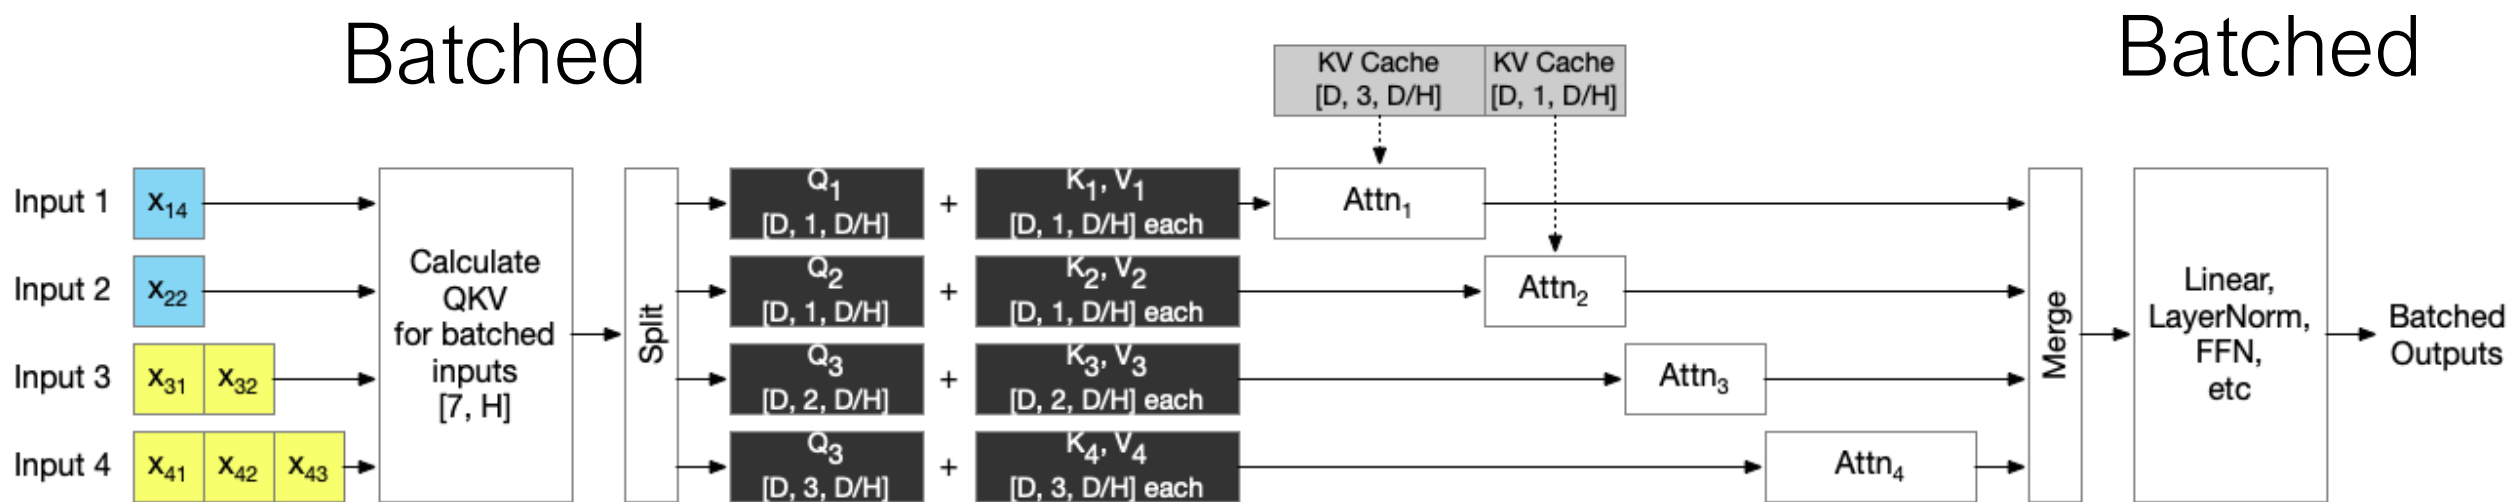 Batched
Batched
KV Cache
[D, 3, D/H]
KV Cache
[D, 1, D/H]
Input 1
x14
Q1
[D, 1, D/H]
+
K1, V1
[D, 1, D/H] each
Attn1
Input 2
x22
Q2
[D, 1, D/H]
+
K2, V2
[D, 1, D/H] each
Attn2
Input 3
x31
x32
Q3
[D, 2, D/H]
+
K3, V3
[D, 2, D/H] each
Attn3
Input 4
x41
x42
x43
Q3
[D, 3, D/H]
+
K4, V4
[D, 3, D/H] each
Attn4
Calculate
QKV
for batched
inputs
[7, H]
Split
Merge
Linear,
LayerNorm,
FFN,
etc
Batched
Outputs